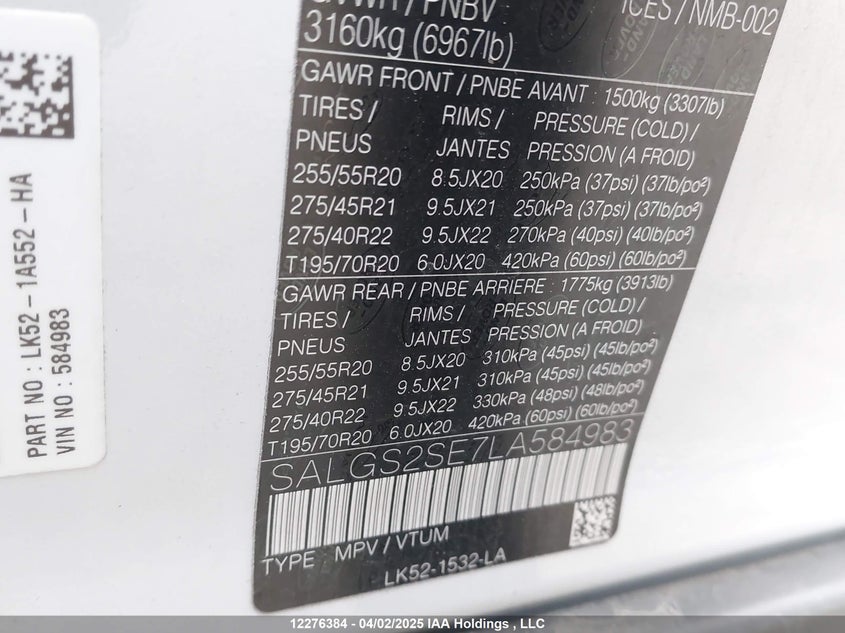 GVWR / PNBV
3160kg (6967lb)
ICES / NMB-002
GAWR FRONT / PNBE AVANT : 1500kg (3307lb)
TIRES / RIMS / PRESSURE (COLD) /
PNEUS JANTES PRESSION (A FROID)
255/55R20 8.5JX20 250kPa (37psi) (37lb/po²)
275/45R21 9.5JX21 250kPa (37psi) (37lb/po²)
275/40R22 9.5JX22 270kPa (40psi) (40lb/po²)
T195/70R20 6.0JX20 420kPa (60psi) (60lb/po²)
GAWR REAR / PNBE ARRIERE : 1775kg (3913lb)
TIRES / RIMS / PRESSURE (COLD) /
PNEUS JANTES PRESSION (A FROID)
255/55R20 8.5JX20 310kPa (45psi) (45lb/po²)
275/45R21 9.5JX21 310kPa (45psi) (45lb/po²)
275/40R22 9.5JX22 330kPa (48psi) (48lb/po²)
T195/70R20 6.0JX20 420kPa (60psi) (60lb/po²)
SALGS2SE7LA584983
TYPE MPV / VTUM
LK52-1532-LA
PART NO : LK52 - 1A552 - HA
VIN NO : 584983
12276384 - 04/02/2025 IAA Holdings , LLC